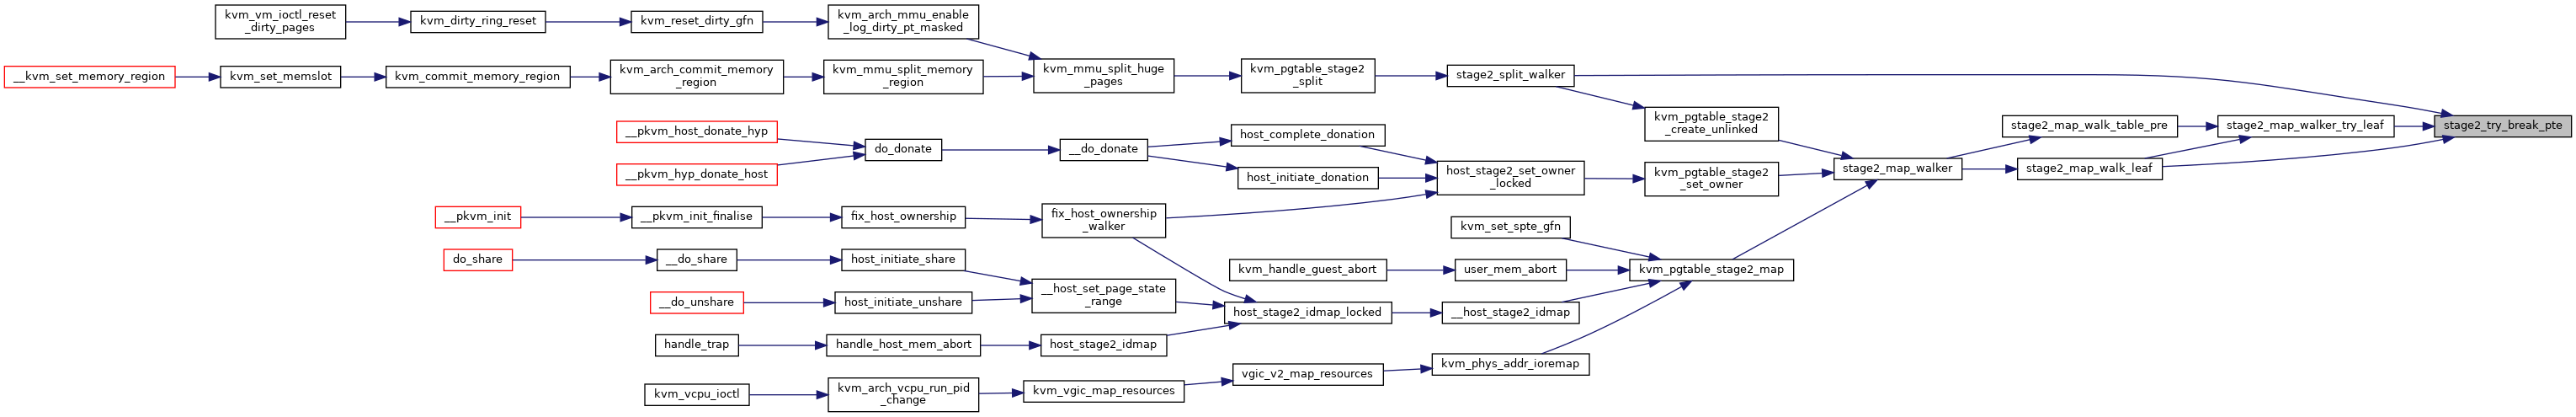 kvm_vm_ioctl_reset
_dirty_pages
kvm_dirty_ring_reset
kvm_reset_dirty_gfn
kvm_arch_mmu_enable
_log_dirty_pt_masked
__kvm_set_memory_region
kvm_set_memslot
kvm_commit_memory_region
kvm_arch_commit_memory
_region
kvm_mmu_split_memory
_region
kvm_mmu_split_huge
_pages
kvm_pgtable_stage2
_split
stage2_split_walker
kvm_pgtable_stage2
_create_unlinked
stage2_map_walk_table_pre
stage2_map_walker_try_leaf
stage2_try_break_pte
__pkvm_host_donate_hyp
__pkvm_hyp_donate_host
do_donate
__do_donate
host_complete_donation
host_initiate_donation
host_stage2_set_owner
_locked
kvm_pgtable_stage2
_set_owner
stage2_map_walker
stage2_map_walk_leaf
__pkvm_init
__pkvm_init_finalise
fix_host_ownership
fix_host_ownership
_walker
kvm_set_spte_gfn
do_share
__do_share
host_initiate_share
kvm_handle_guest_abort
user_mem_abort
kvm_pgtable_stage2_map
__do_unshare
host_initiate_unshare
__host_set_page_state
_range
host_stage2_idmap_locked
__host_stage2_idmap
handle_trap
handle_host_mem_abort
host_stage2_idmap
kvm_vcpu_ioctl
kvm_arch_vcpu_run_pid
_change
kvm_vgic_map_resources
vgic_v2_map_resources
kvm_phys_addr_ioremap